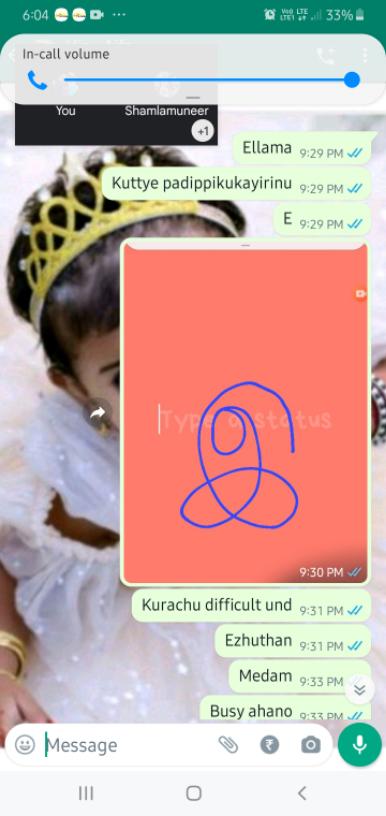 6:04 ... Vo) LTE LTE1 33%
In-call volume
You Shamlamuneer
+1
Ellama 9:29 PM
Kuttye padippikukayirinu 9:29 PM
E 9:29 PM
Type a status
9:30 PM
Kurachu difficult und 9:31 PM
Ezhuthan 9:31 PM
Medam 9:33 PM
Busy ahano 9:33 PM
Message